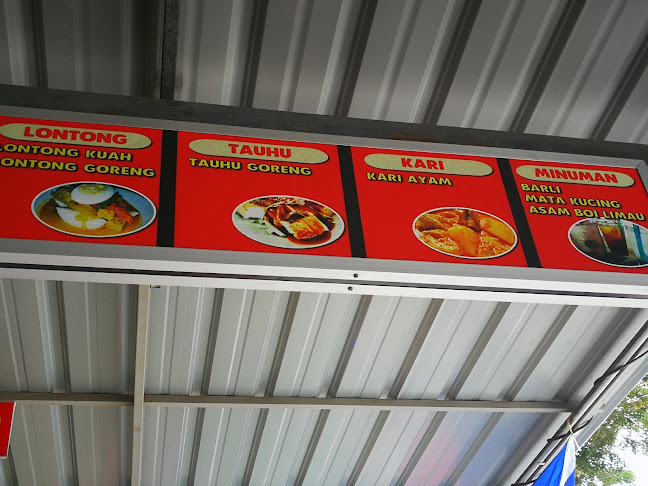 LONTONG
LONTONG KUAH
LONTONG GORENG
TAUHU
TAUHU GORENG
KARI
KARI AYAM
MINUMAN
BARLI
MATA KUCING
ASAM BOI LIMAU